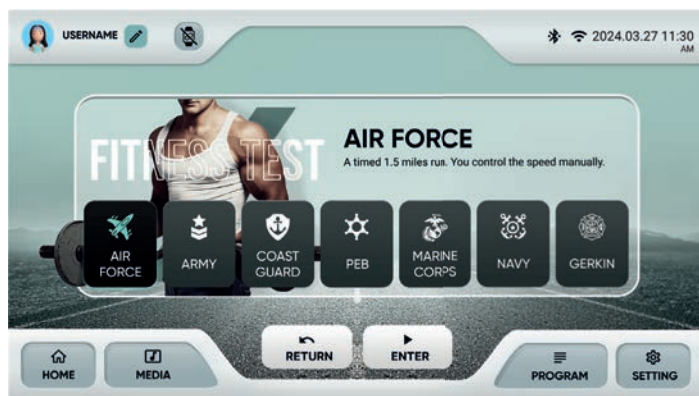 USERNAME
2024.03.27 11:30
AM
FITNESS TEST
AIR FORCE
A timed 1.5 miles run. You control the speed manually.
AIR
FORCE
ARMY
COAST
GUARD
PEB
MARINE
CORPS
NAVY
GERKIN
RETURN
ENTER
HOME
MEDIA
PROGRAM
SETTING